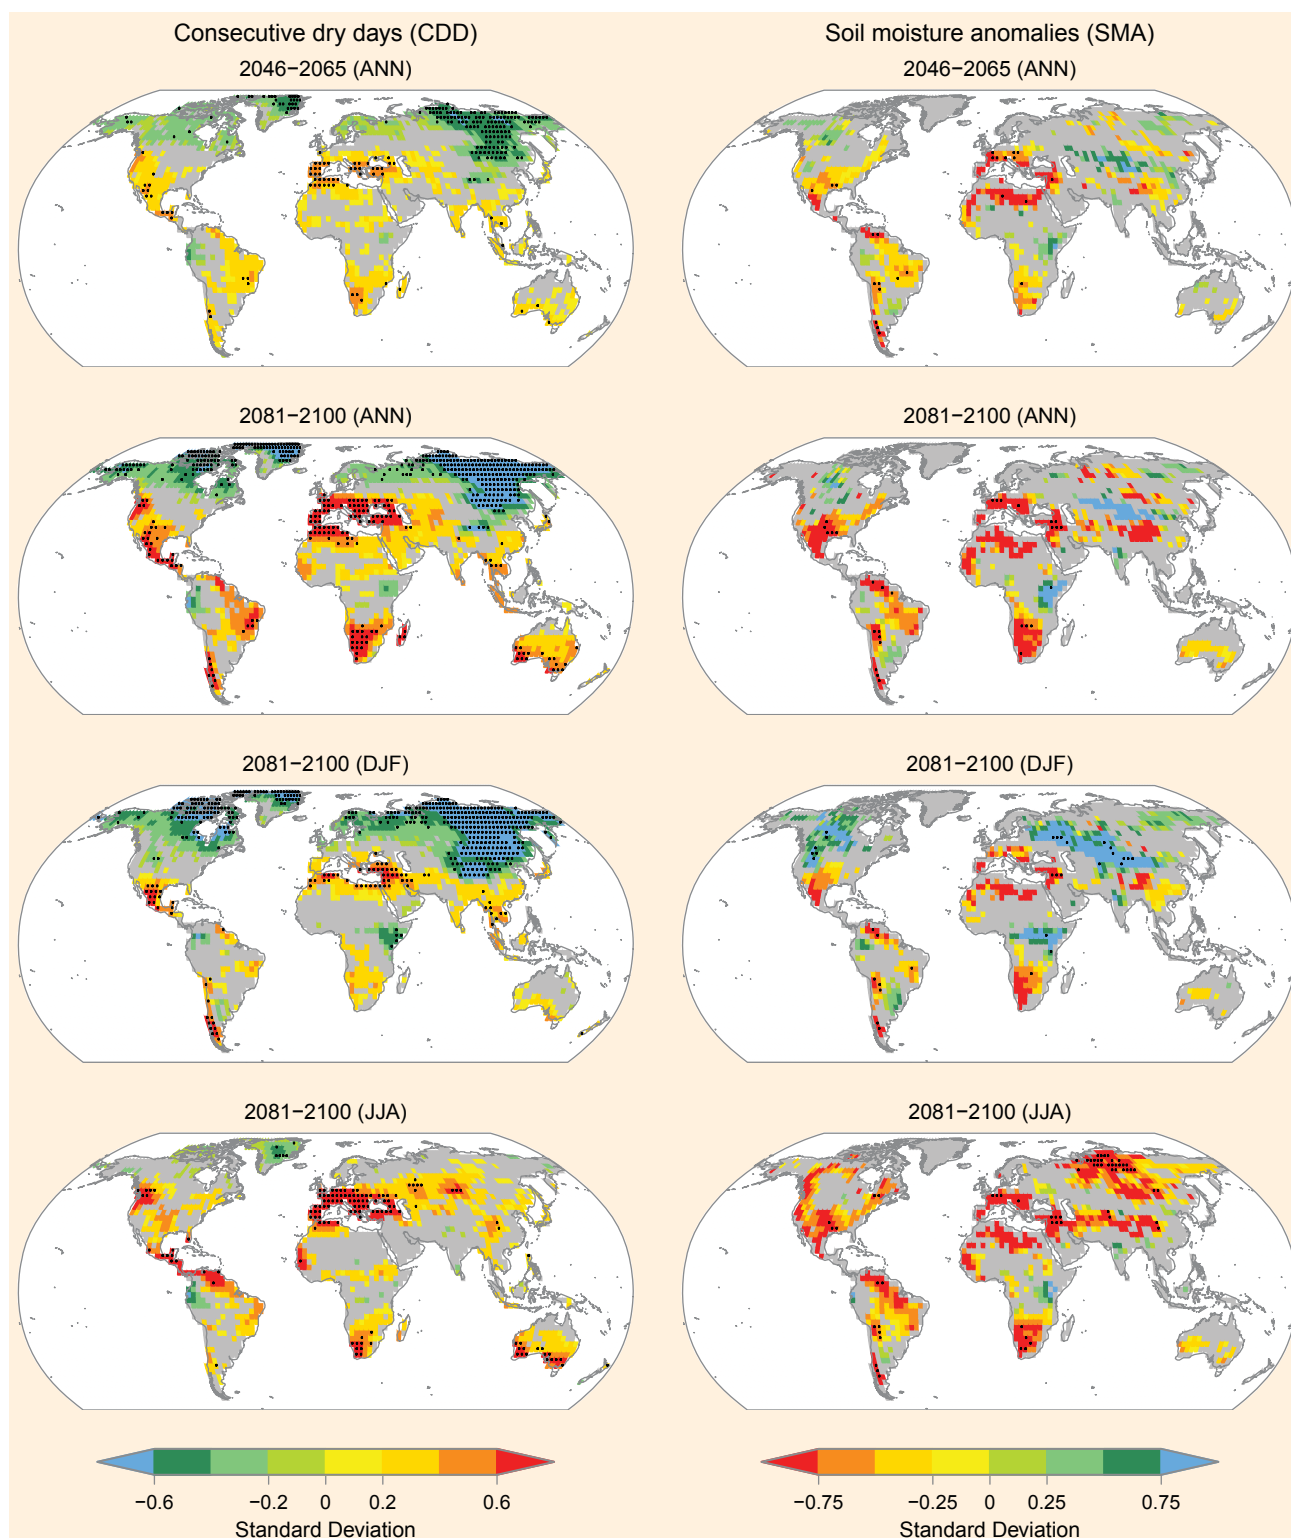 Consecutive dry days (CDD)
Soil moisture anomalies (SMA)
2046−2065 (ANN)
2046−2065 (ANN)
2081−2100 (ANN)
2081−2100 (ANN)
2081−2100 (DJF)
2081−2100 (DJF)
2081−2100 (JJA)
2081−2100 (JJA)
−0.6 −0.2 0 0.2 0.6
Standard Deviation
−0.75 −0.25 0 0.25 0.75
Standard Deviation